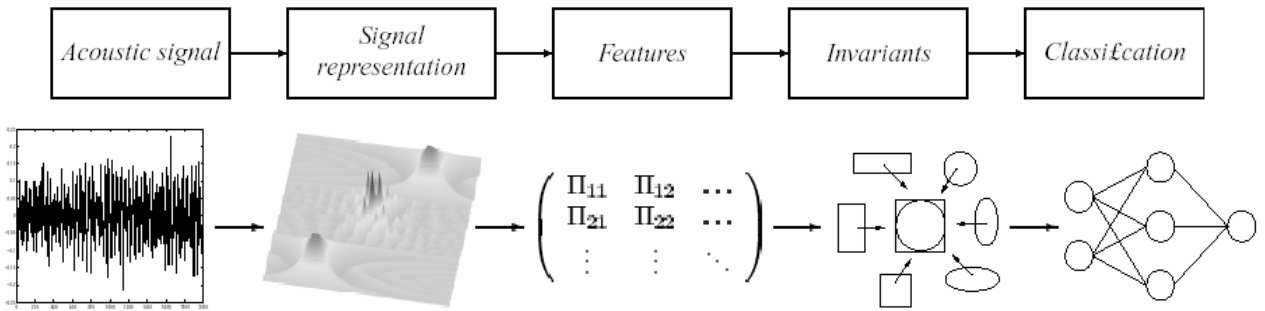 Acoustic signal
Signal
representation
Features
Invariants
Classi£cation
Π11 Π12 ...
Π21 Π22 ...
⋮ ⋮ ⋱